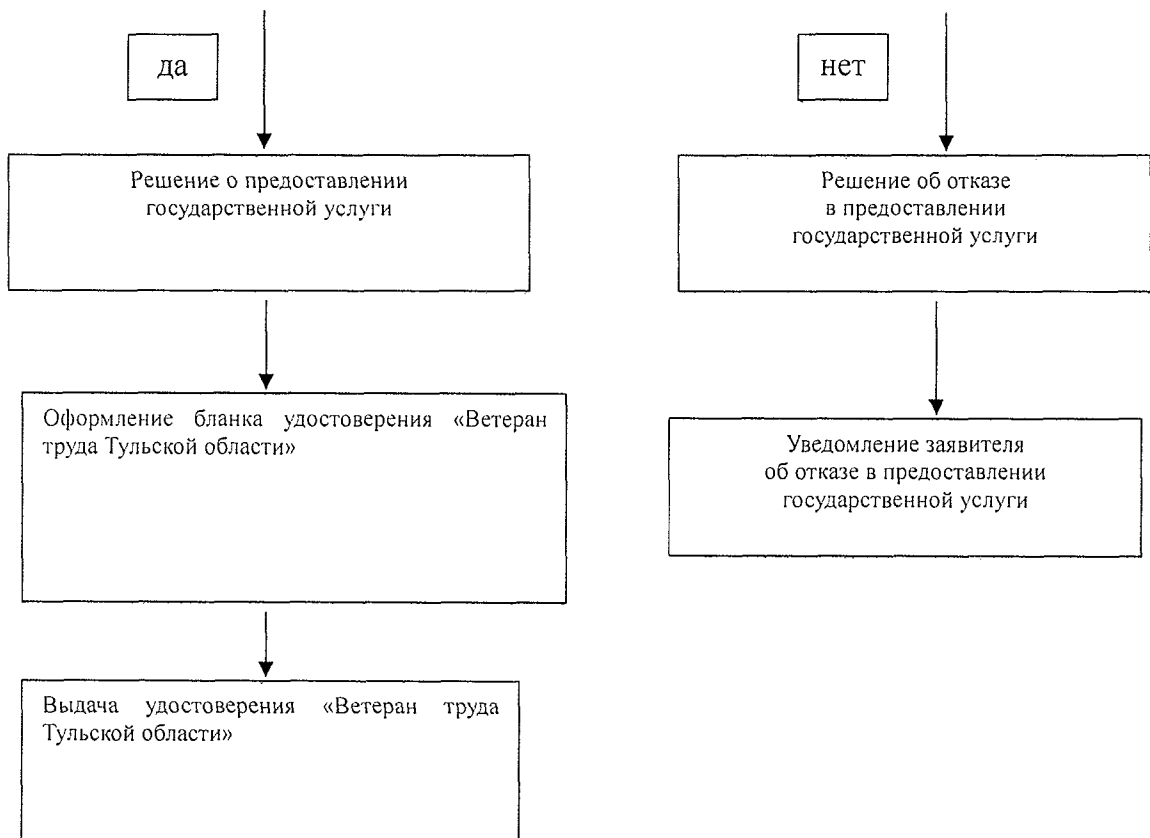 да
Решение о предоставлении
государственной услуги
Оформление бланка удостоверения «Ветеран
труда Тульской области»
Выдача удостоверения «Ветеран труда
Тульской области»
нет
Решение об отказе
в предоставлении
государственной услуги
Уведомление заявителя
об отказе в предоставлении
государственной услуги